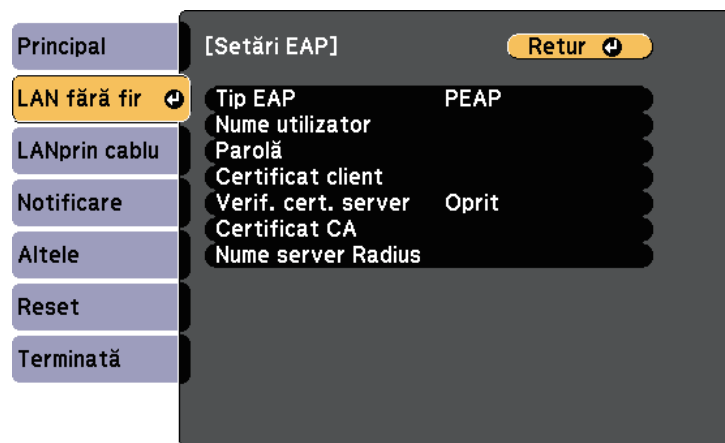 Principal
LAN fără fir
LANprin cablu
Notificare
Altele
Reset
Terminată
[Setări EAP]
Retur
Tip EAP PEAP
Nume utilizator
Parolă
Certificat client
Verif. cert. server Oprit
Certificat CA
Nume server Radius